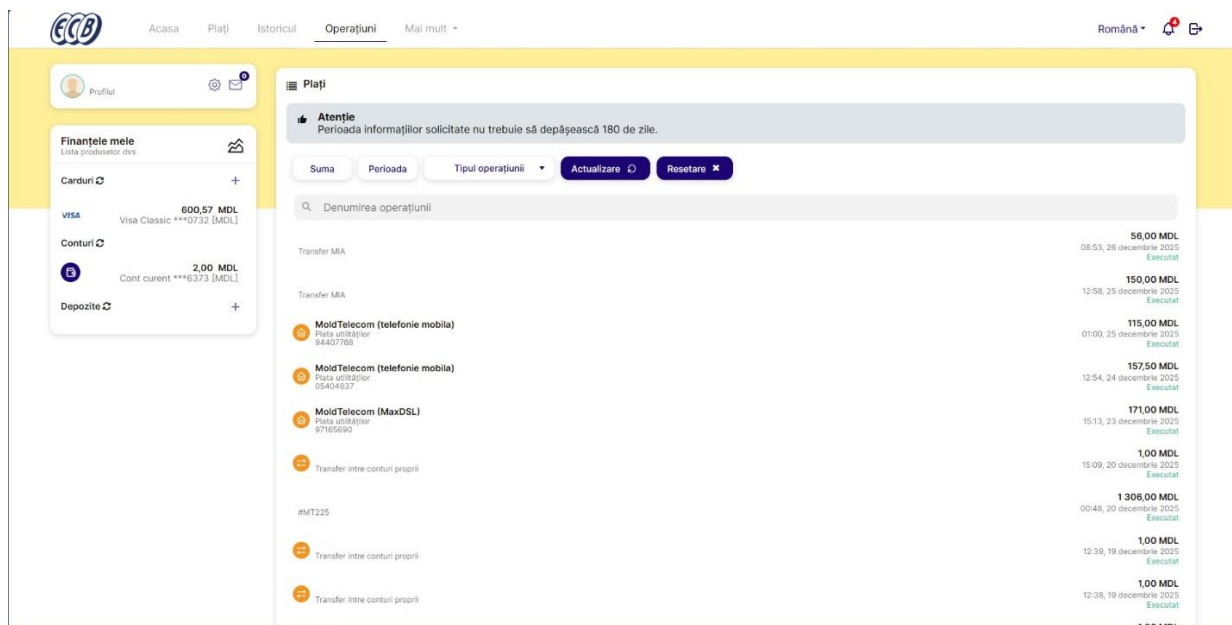 ECB
Acasa Plați Istoricul Operațiuni Mai mult
Română 4
Profilul 0
Finanțele mele
Lista produselor dvs
Carduri +
VISA 600,57 MDL
Visa Classic ***0732 [MDL]
Conturi
2,00 MDL
Cont curent ***6373 [MDL]
Depozite +
Plați
Atenție
Perioada informațiilor solicitate nu trebuie să depășească 180 de zile.
Suma Perioada Tipul operațiunii Actualizare Resetare
Denumirea operațiunii
56,00 MDL
Transfer MIA 08:53, 26 decembrie 2025
Executat
150,00 MDL
Transfer MIA 12:58, 25 decembrie 2025
Executat
MoldTelecom (telefonie mobila) 115,00 MDL
Plata utilităților 01:00, 25 decembrie 2025
94407788 Executat
MoldTelecom (telefonie mobila) 157,50 MDL
Plata utilităților 12:54, 24 decembrie 2025
05404837 Executat
MoldTelecom (MaxDSL) 171,00 MDL
Plata utilităților 15:13, 23 decembrie 2025
97165690 Executat
1,00 MDL
Transfer intre conturi proprii 15:09, 20 decembrie 2025
Executat
1 306,00 MDL
#MT225 00:48, 20 decembrie 2025
Executat
1,00 MDL
Transfer intre conturi proprii 12:39, 19 decembrie 2025
Executat
1,00 MDL
Transfer intre conturi proprii 12:38, 19 decembrie 2025
Executat